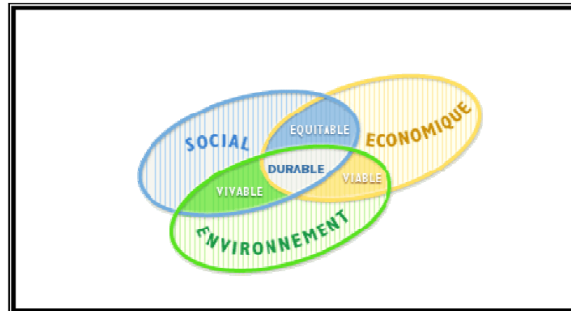 SOCIAL
EQUITABLE
ECONOMIQUE
DURABLE
VIVABLE
VIABLE
ENVIRONNEMENT